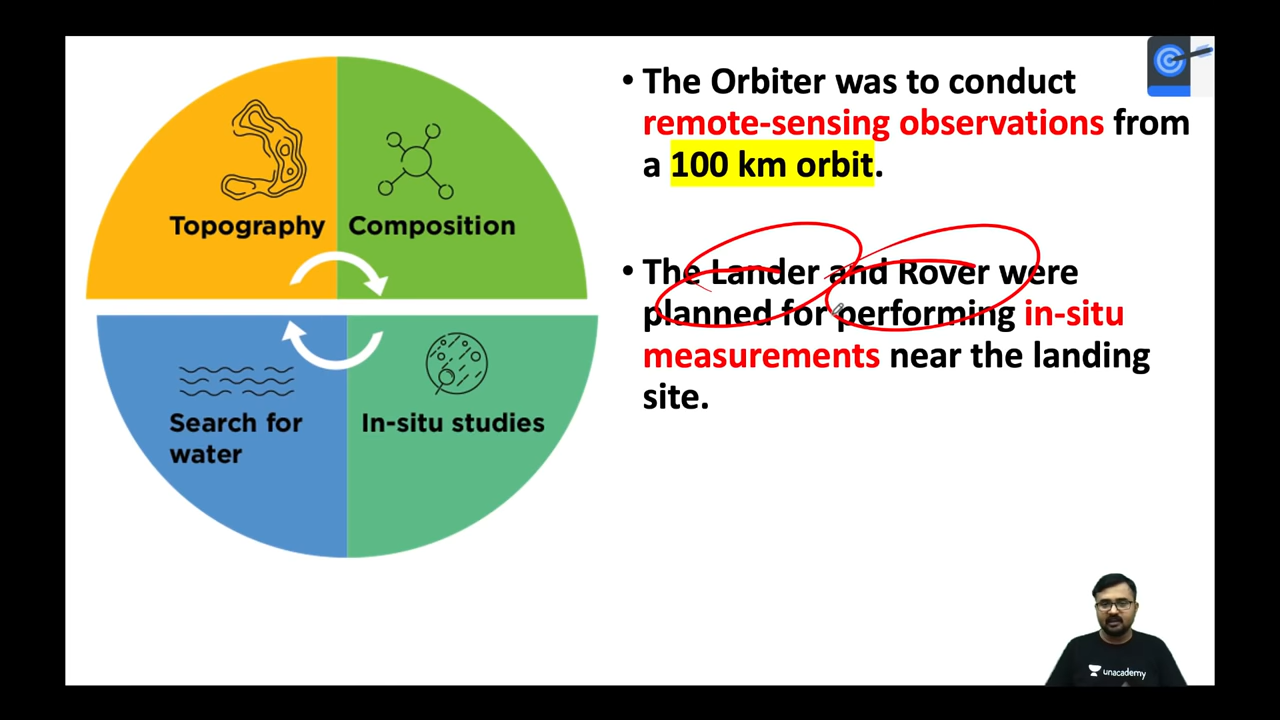 Topography
Composition
Search for
water
In-situ studies
• The Orbiter was to conduct
remote-sensing observations from
a 100 km orbit.
• The Lander and Rover were
planned for performing in-situ
measurements near the landing
site.
unacademy